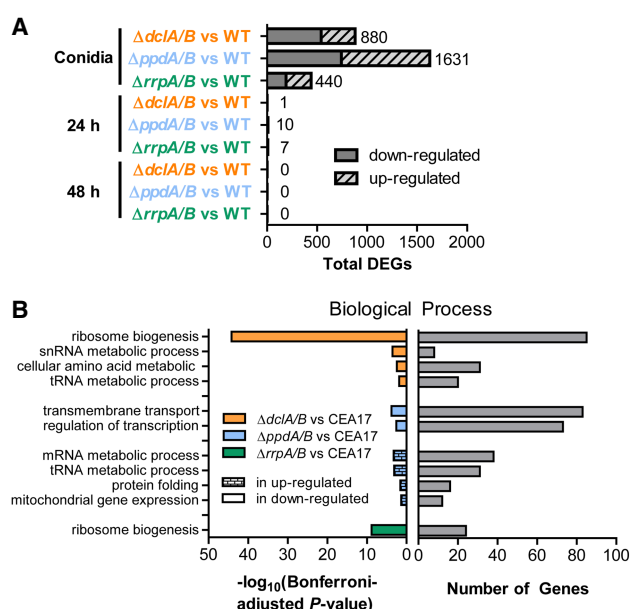 A
Conidia
ΔdclA/B vs WT 880
ΔppdA/B vs WT 1631
ΔrrpA/B vs WT 440
24 h
ΔdclA/B vs WT 1
ΔppdA/B vs WT 10
ΔrrpA/B vs WT 7
48 h
ΔdclA/B vs WT 0
ΔppdA/B vs WT 0
ΔrrpA/B vs WT 0
down-regulated
up-regulated
0 500 1000 1500 2000
Total DEGs
B
Biological Process
ribosome biogenesis
snRNA metabolic process
cellular amino acid metabolic
tRNA metabolic process
transmembrane transport
regulation of transcription
mRNA metabolic process
tRNA metabolic process
protein folding
mitochondrial gene expression
ribosome biogenesis
ΔdclA/B vs CEA17
ΔppdA/B vs CEA17
ΔrrpA/B vs CEA17
in up-regulated
in down-regulated
50 40 30 20 10 0 0 20 40 60 80 100
-log10(Bonferroni-
adjusted P-value)
Number of Genes